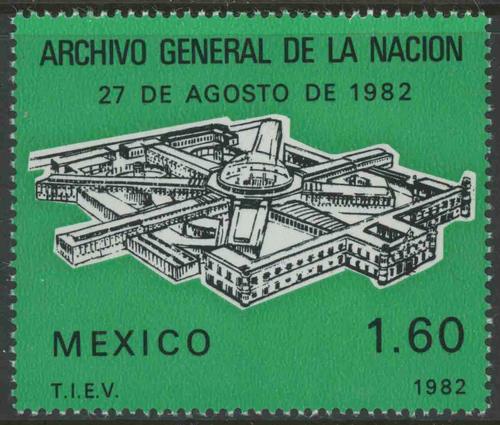 ARCHIVO GENERAL DE LA NACION
27 DE AGOSTO DE 1982
MEXICO 1.60
T.I.E.V. 1982